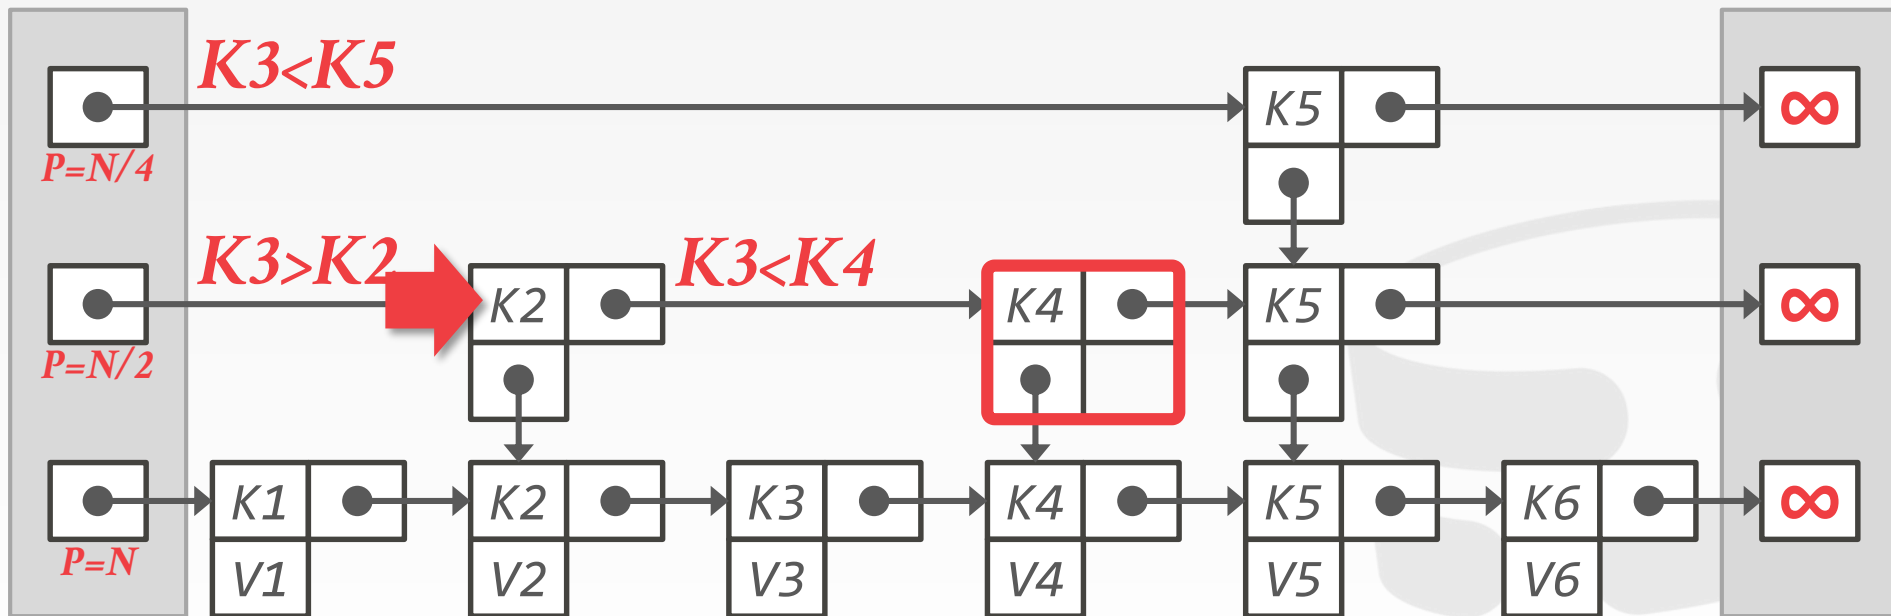 K3<K5
K5 ∞
P=N/4
K3>K2 K3<K4
K2 K4 K5 ∞
P=N/2
K1 K2 K3 K4 K5 K6 ∞
P=N
V1 V2 V3 V4 V5 V6